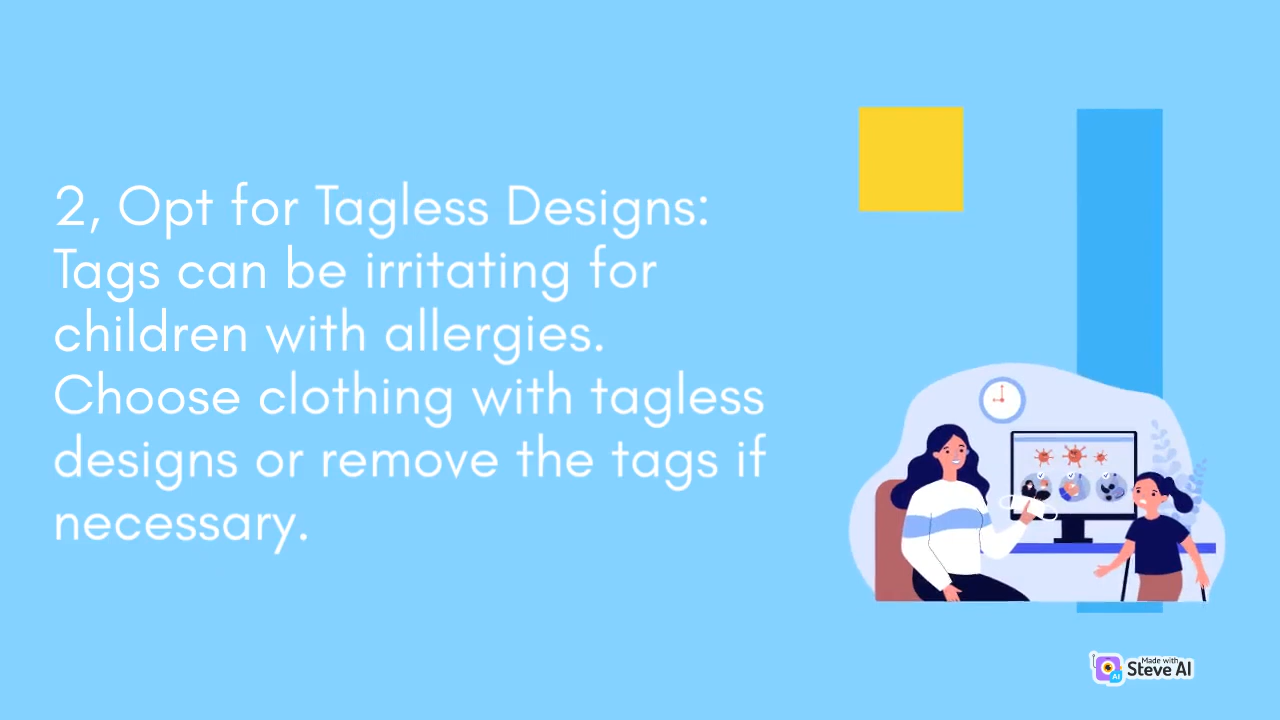 2, Opt for Tagless Designs:
Tags can be irritating for
children with allergies.
Choose clothing with tagless
designs or remove the tags if
necessary.
Made with
Steve AI
AI